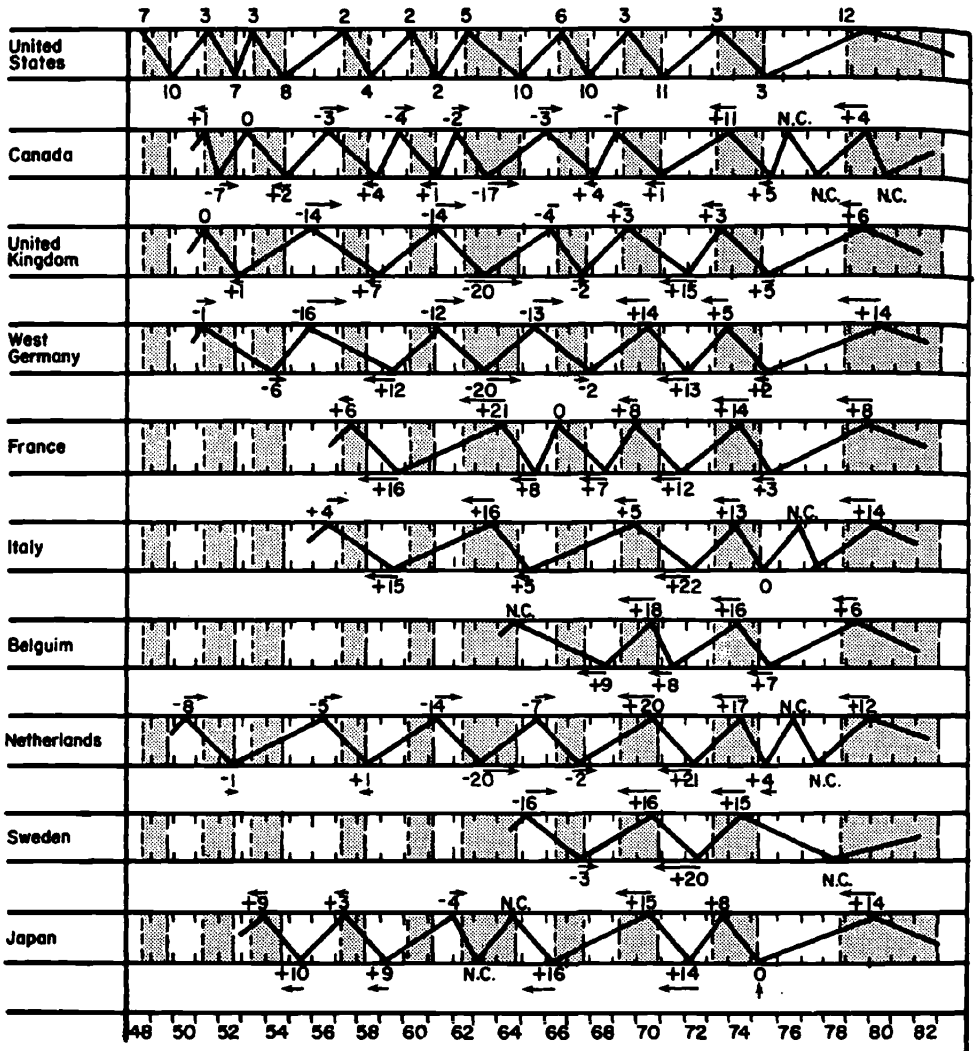 7 3 0 2 2 5 6 3 3 12
United
States
10 7 8 4 2 10 10 11 3
+1 0 -3 -4 -2 -3 -1 +11 N.C. +4
Canada
-7 +2 +4 +1 -17 +4 +1 +5 N.C. N.C.
0 -14 -14 -4 +3 +3 +6
United
Kingdom
+1 +7 -20 -2 +15 +5
-1 -16 -12 -13 +14 +5 +14
West
Germany
-6 +12 -20 -2 +13 +2
+6 +21 0 +8 +14 +8
France
+16 +8 +7 +12 +3
+4 +16 +5 +13 N.C. +14
Italy
+15 +5 +22 0
N.C. +18 +16 +6
Belguim
+9 +8 +7
-8 -5 -14 -7 +20 +17 N.C. +12
Netherlands
-1 +1 -20 -2 +21 +4 N.C.
-16 +16 +15
Sweden
-3 +20 N.C.
+9 +3 -4 N.C. +15 +8 +14
Japan
+10 +9 N.C. +16 +14 0
48 50 52 54 56 58 60 62 64 66 68 70 72 74 76 78 80 82